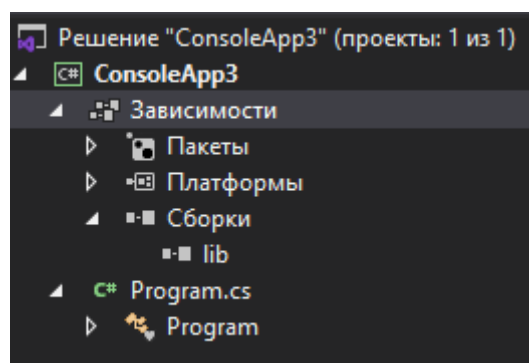 Решение "ConsoleApp3" (проекты: 1 из 1)
C# ConsoleApp3
Зависимости
Пакеты
Платформы
Сборки
lib
C# Program.cs
Program